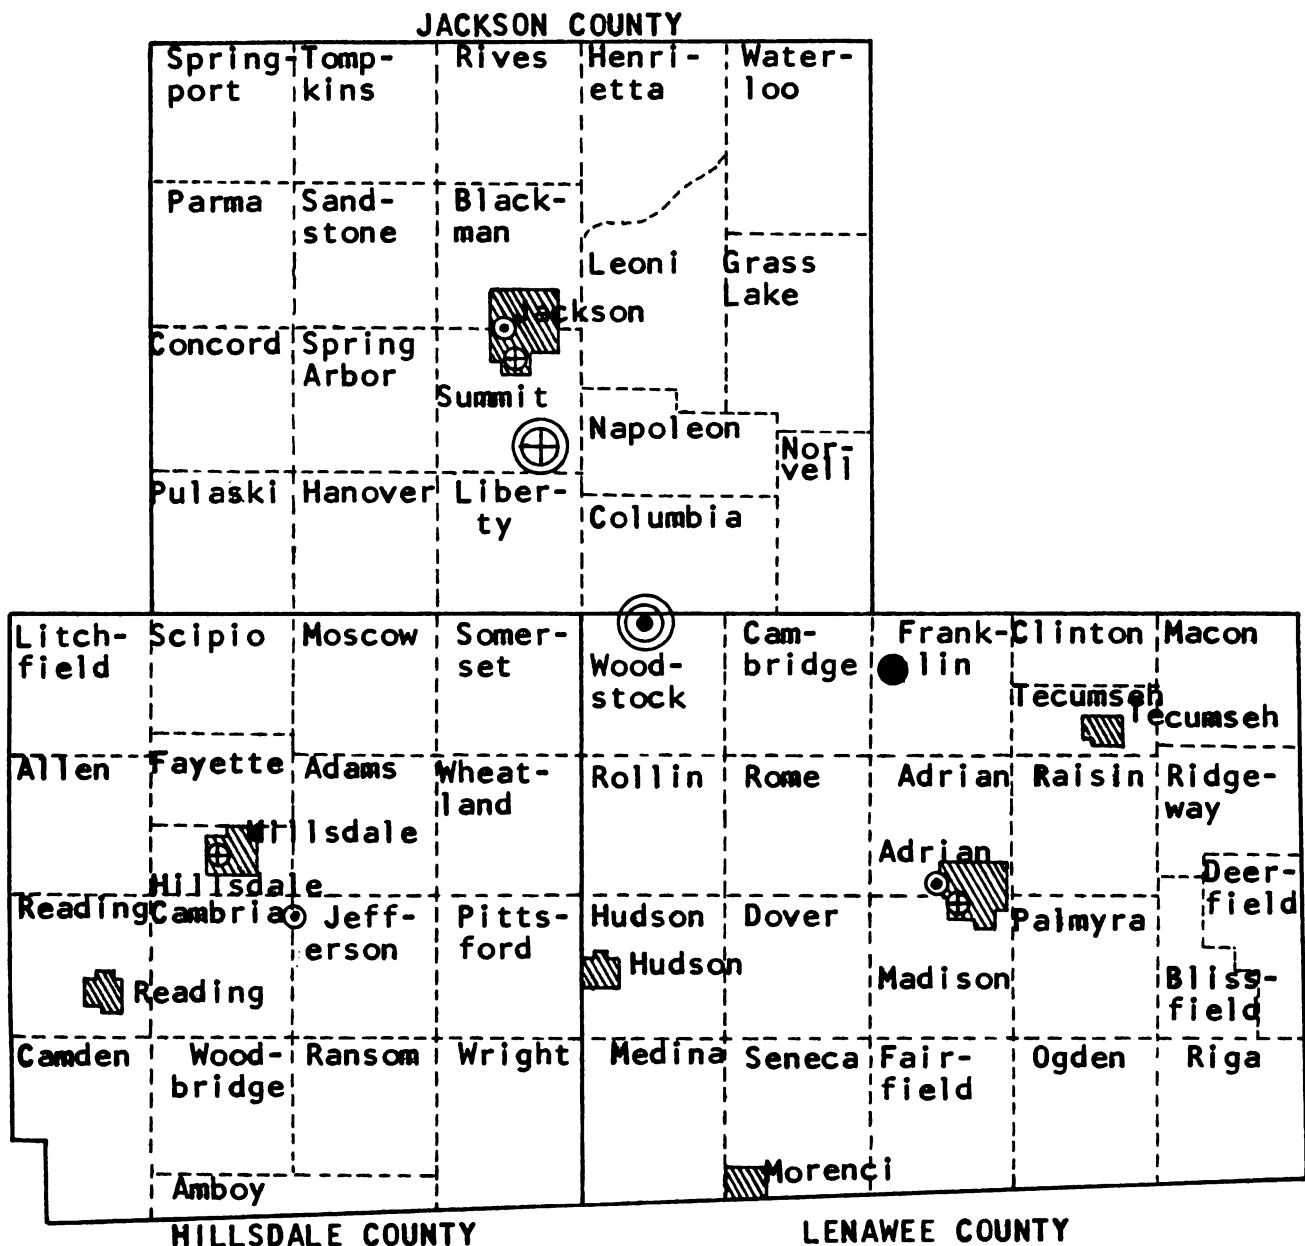 JACKSON COUNTY
Spring-
port
Tomp-
kins
Rives
Henri-
etta
Water-
loo
Parma
Sand-
stone
Black-
man
Leoni
Grass
Lake
Jackson
Concord
Spring
Arbor
Summit
Napoleon
Nor-
vell
Pulaski
Hanover
Liber-
ty
Columbia
Litch-
field
Scipio
Moscow
Somer-
set
Wood-
stock
Cam-
bridge
Frank-
lin
Clinton
Macon
Tecumseh
Tecumseh
Allen
Fayette
Adams
Wheat-
land
Rollin
Rome
Adrian
Raisin
Ridge-
way
Hillsdale
Adrian
Hillsdale
Deer-
field
Reading
Cambria
Jeff-
erson
Pitts-
ford
Hudson
Dover
Palmyra
Reading
Hudson
Madison
Bliss-
field
Camden
Wood-
bridge
Ransom
Wright
Medina
Seneca
Fair-
field
Ogden
Riga
Amboy
Morenci
HILLSDALE COUNTY
LENAWEE COUNTY